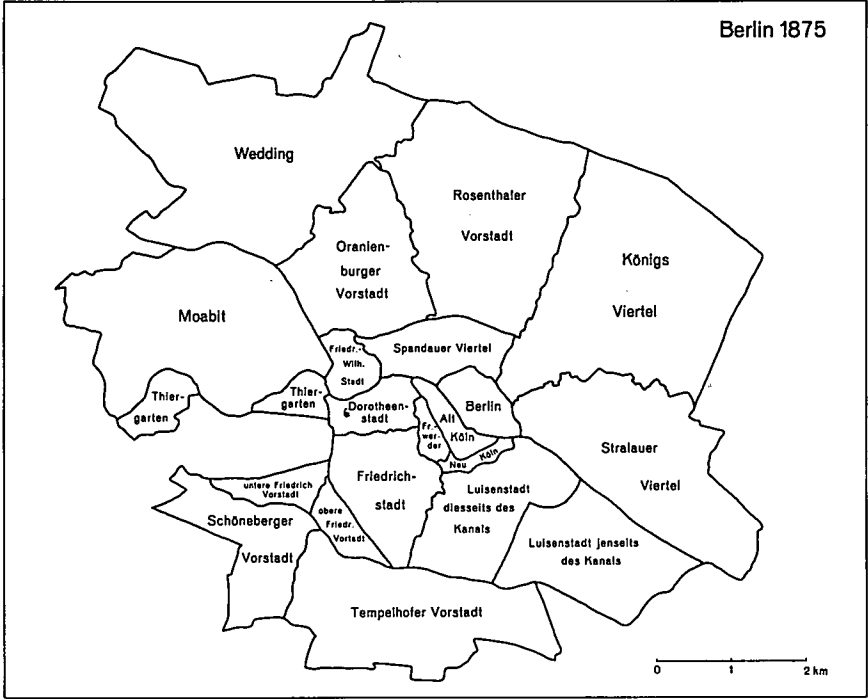 Berlin 1875
Wedding
Rosenthaler
Vorstadt
Oranien-
burger
Vorstadt
Königs
Viertel
Moabit
Friedr.-
Wilh.
Stadt
Spandauer Viertel
Thier-
garten
Thier-
garten
Dorotheen-
stadt
Berlin
Alt
Köln
Fr.-
wer-
der
Neu Köln
Stralauer
Viertel
untere Friedrich
Vorstadt
Friedrich-
stadt
Luisenstadt
diesseits des
Kanals
Schöneberger
Vorstadt
obere
Friedr.
Vortadt
Luisenstadt jenseits
des Kanals
Tempelhofer Vorstadt
0 1 2 km